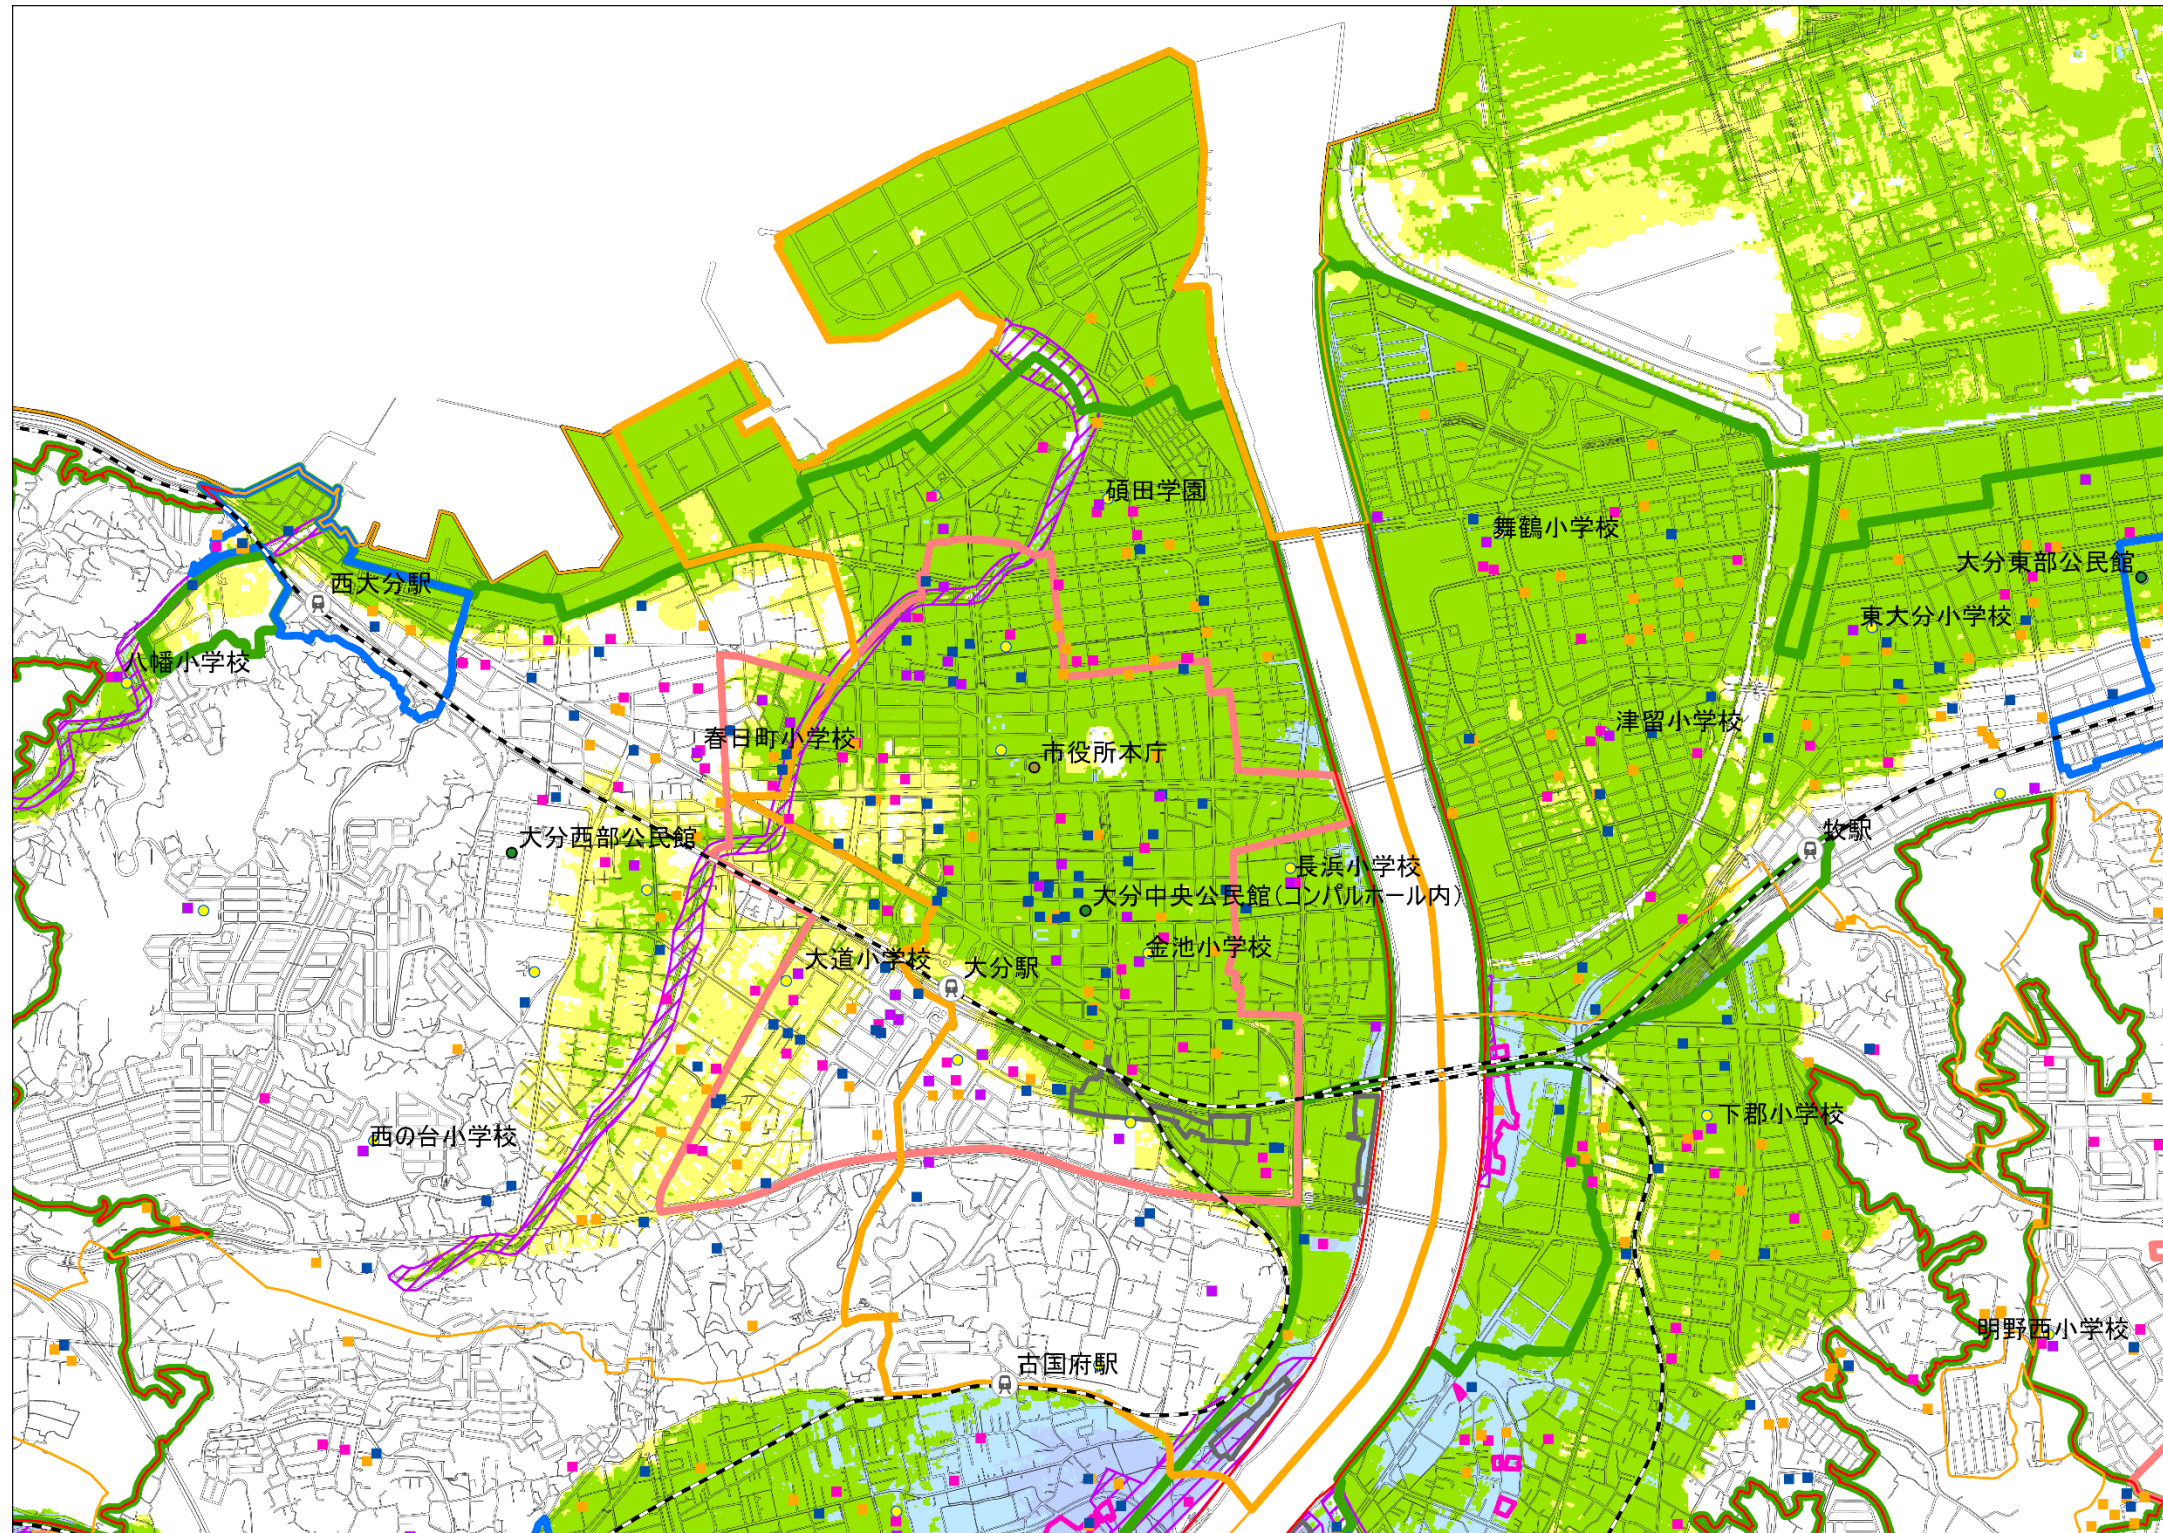 碩田学園
舞鶴小学校
大分東部公民館
西大分駅
東大分小学校
八幡小学校
津留小学校
春日町小学校
市役所本庁
牧駅
大分西部公民館
長浜小学校
大分中央公民館(コンパルホール内)
金池小学校
大道小学校
大分駅
下郡小学校
西の台小学校
明野西小学校
古国府駅